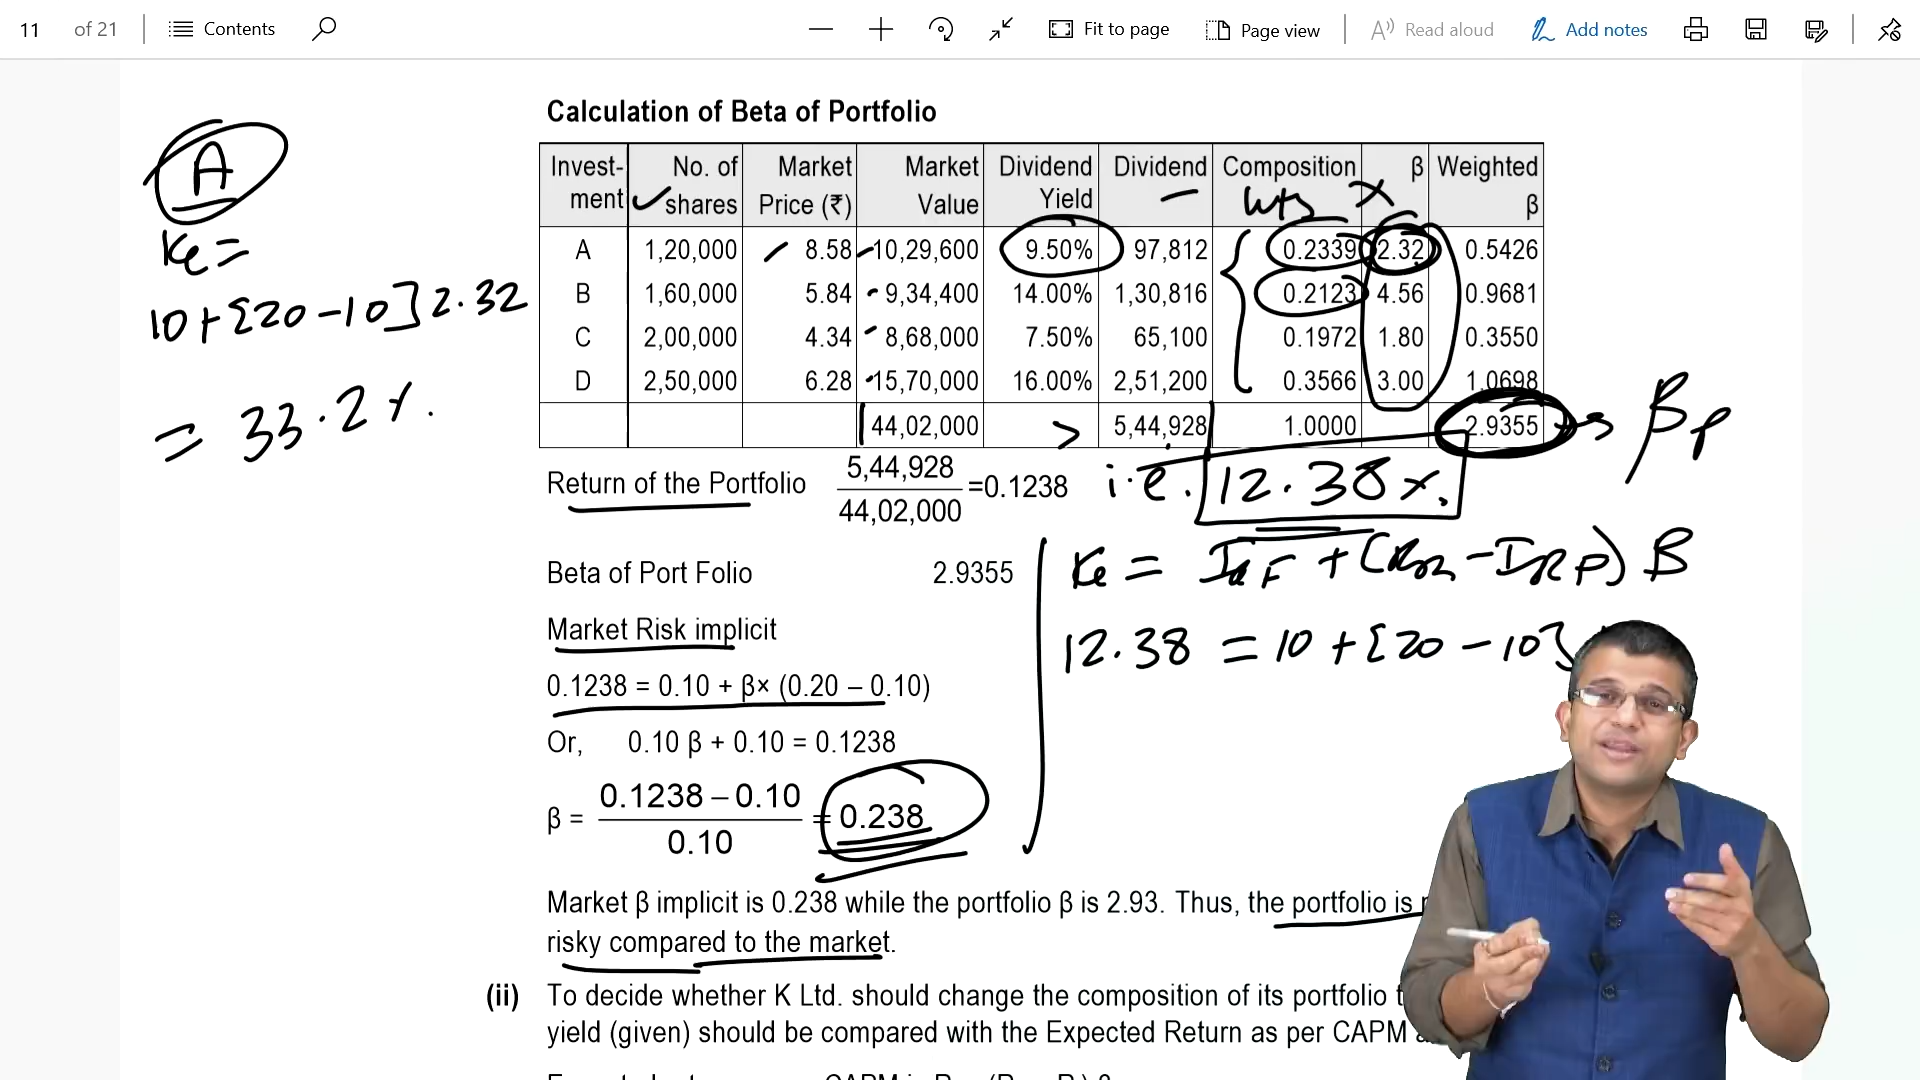 11 of 21 Contents Fit to page Page view Read aloud Add notes
Calculation of Beta of Portfolio
Invest-ment No. of shares Market Price (₹) Market Value Dividend Yield Dividend Composition β Weighted β
wts X
A 1,20,000 8.58 10,29,600 9.50% 97,812 0.2339 2.32 0.5426
B 1,60,000 5.84 9,34,400 14.00% 1,30,816 0.2123 4.56 0.9681
C 2,00,000 4.34 8,68,000 7.50% 65,100 0.1972 1.80 0.3550
D 2,50,000 6.28 15,70,000 16.00% 2,51,200 0.3566 3.00 1.0698
44,02,000 5,44,928 1.0000 2.9355
βp
A
Ke =
10+[20-10]2.32
= 33.2%.
Return of the Portfolio 5,44,928 / 44,02,000 =0.1238
i.e. 12.38%.
Beta of Port Folio 2.9355
Ke = IRF + (Rm - IRF) β
12.38 = 10 + [20 - 10]
Market Risk implicit
0.1238 = 0.10 + β× (0.20 – 0.10)
Or, 0.10 β + 0.10 = 0.1238
β = 0.1238 – 0.10 / 0.10 = 0.238
Market β implicit is 0.238 while the portfolio β is 2.93. Thus, the portfolio is
risky compared to the market.
(ii) To decide whether K Ltd. should change the composition of its portfolio
yield (given) should be compared with the Expected Return as per CAPM